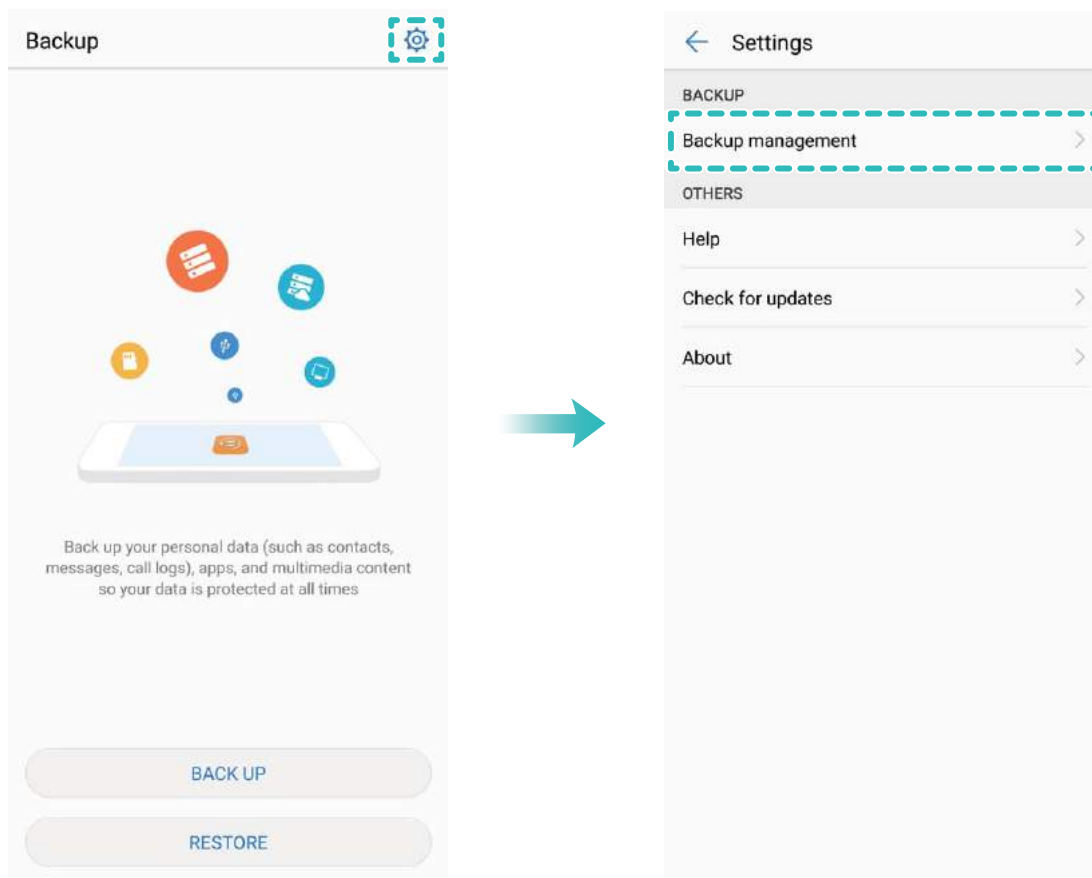 Backup
Back up your personal data (such as contacts,
messages, call logs), apps, and multimedia content
so your data is protected at all times
BACK UP
RESTORE
Settings
BACKUP
Backup management
OTHERS
Help
Check for updates
About